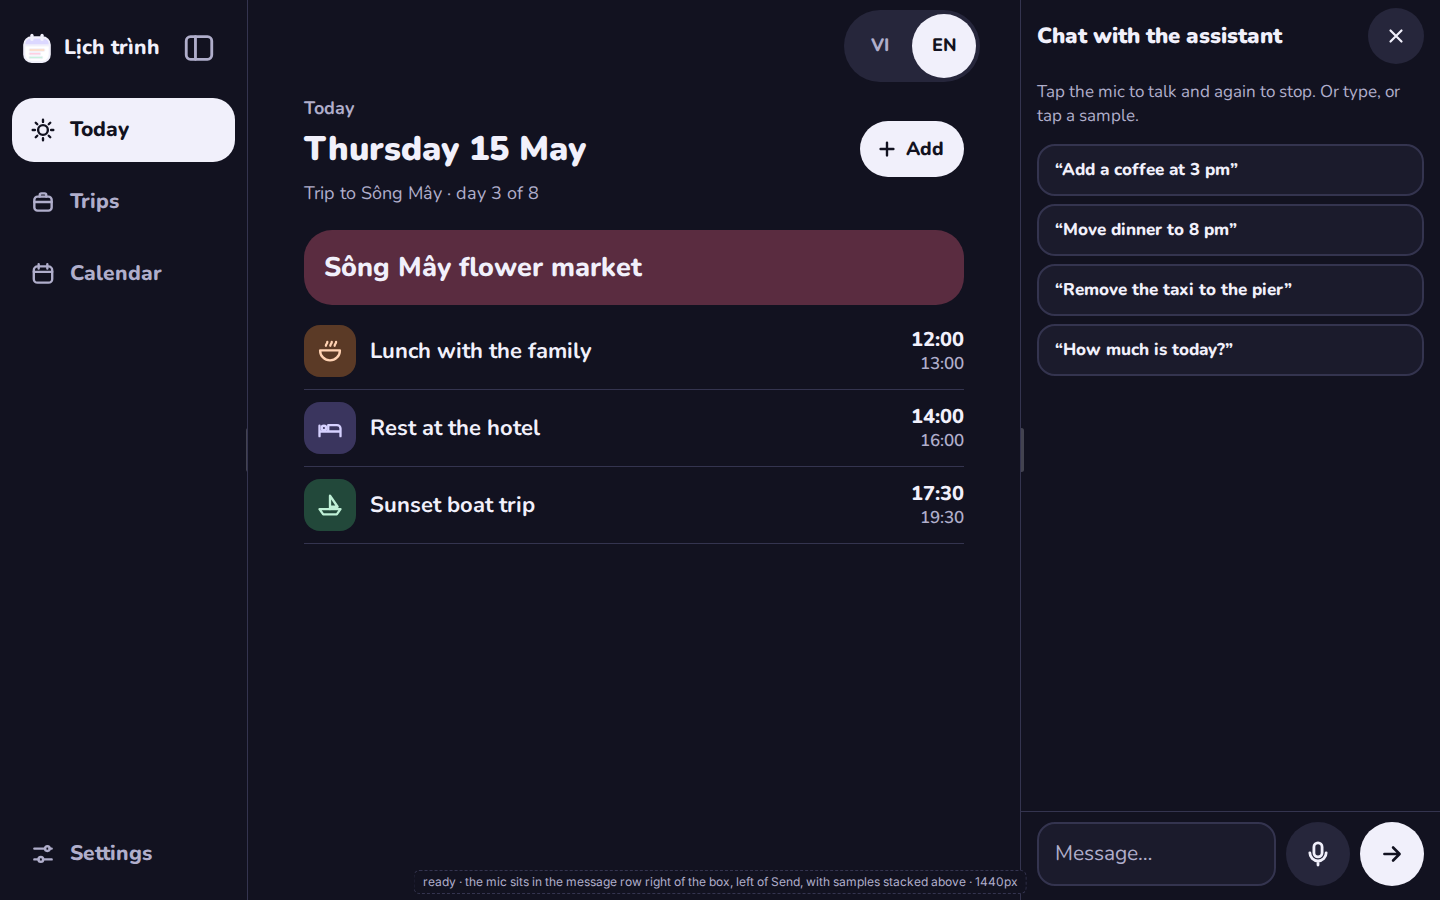 Lịch trình
Today
Trips
Calendar
Settings
VI
EN
Today
Thursday 15 May
Trip to Sông Mây · day 3 of 8
Add
Sông Mây flower market
Lunch with the family
12:00
13:00
Rest at the hotel
14:00
16:00
Sunset boat trip
17:30
19:30
ready · the mic sits in the message row right of the box, left of Send, with samples stacked above · 1440px
Chat with the assistant
Tap the mic to talk and again to stop. Or type, or
tap a sample.
“Add a coffee at 3 pm”
“Move dinner to 8 pm”
“Remove the taxi to the pier”
“How much is today?”
Message...